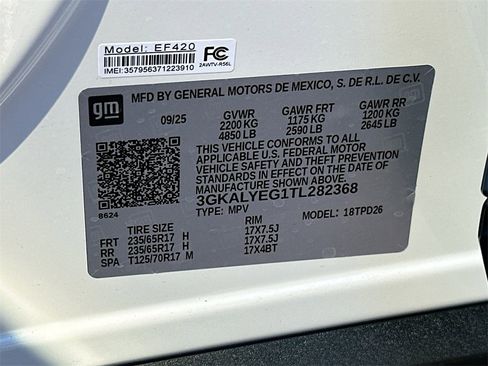 Model: EF420
IMEI: 357956371223910
FC
2AWTV-R56L
gm
MFD BY GENERAL MOTORS DE MEXICO, S. DE R.L. DE C.V.
09/25 GVWR GAWR FRT GAWR RR
2200 KG 1175 KG 1200 KG
4850 LB 2590 LB 2645 LB
THIS VEHICLE CONFORMS TO ALL
APPLICABLE U.S. FEDERAL MOTOR
VEHICLE SAFETY AND THEFT PREVENTION
STANDARDS IN EFFECT ON THE DATE OF
MANUFACTURE SHOWN ABOVE.
3GKALYEG1TL282368
TYPE: MPV MODEL: 18TPD26
8624
TIRE SIZE RIM
FRT 235/65R17 H 17X7.5J
RR 235/65R17 H 17X7.5J
SPA T125/70R17 M 17X4BT